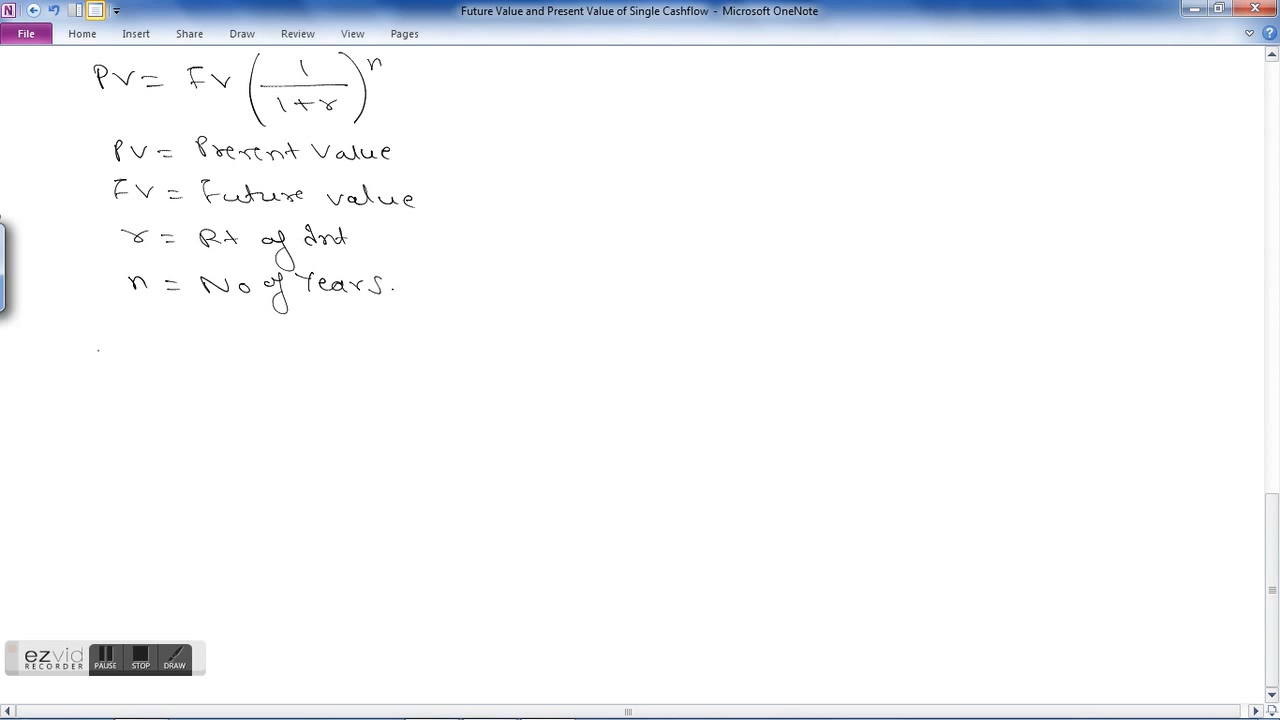 Future Value and Present Value of Single Cashflow - Microsoft OneNote
File Home Insert Share Draw Review View Pages
PV = FV (1/1+r)^n
PV = Present Value
FV = Future value
r = Rt of Int
n = No of Years.
ezvid
RECORDER
PAUSE STOP DRAW